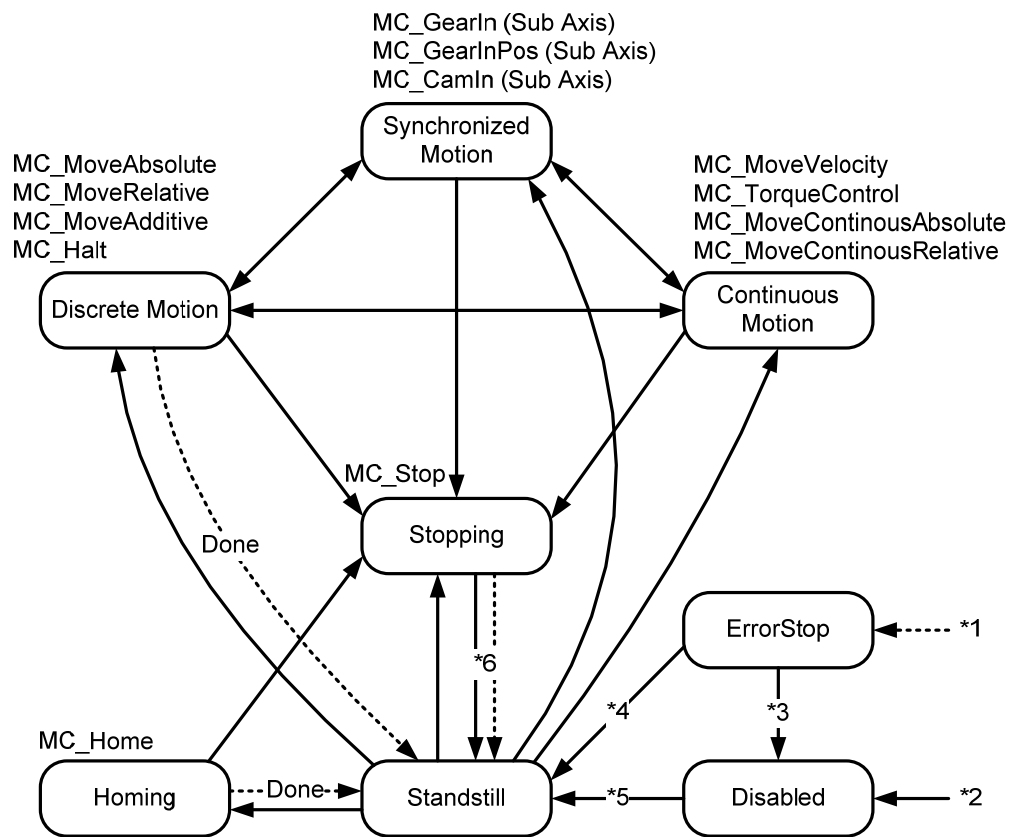 MC_GearIn (Sub Axis)
MC_GearInPos (Sub Axis)
MC_CamIn (Sub Axis)
Synchronized
Motion
MC_MoveAbsolute
MC_MoveRelative
MC_MoveAdditive
MC_Halt
MC_MoveVelocity
MC_TorqueControl
MC_MoveContinousAbsolute
MC_MoveContinousRelative
Discrete Motion
Continuous
Motion
MC_Stop
Stopping
Done
ErrorStop
*1
*6
*4
*3
MC_Home
Homing
Done
Standstill
*5
Disabled
*2